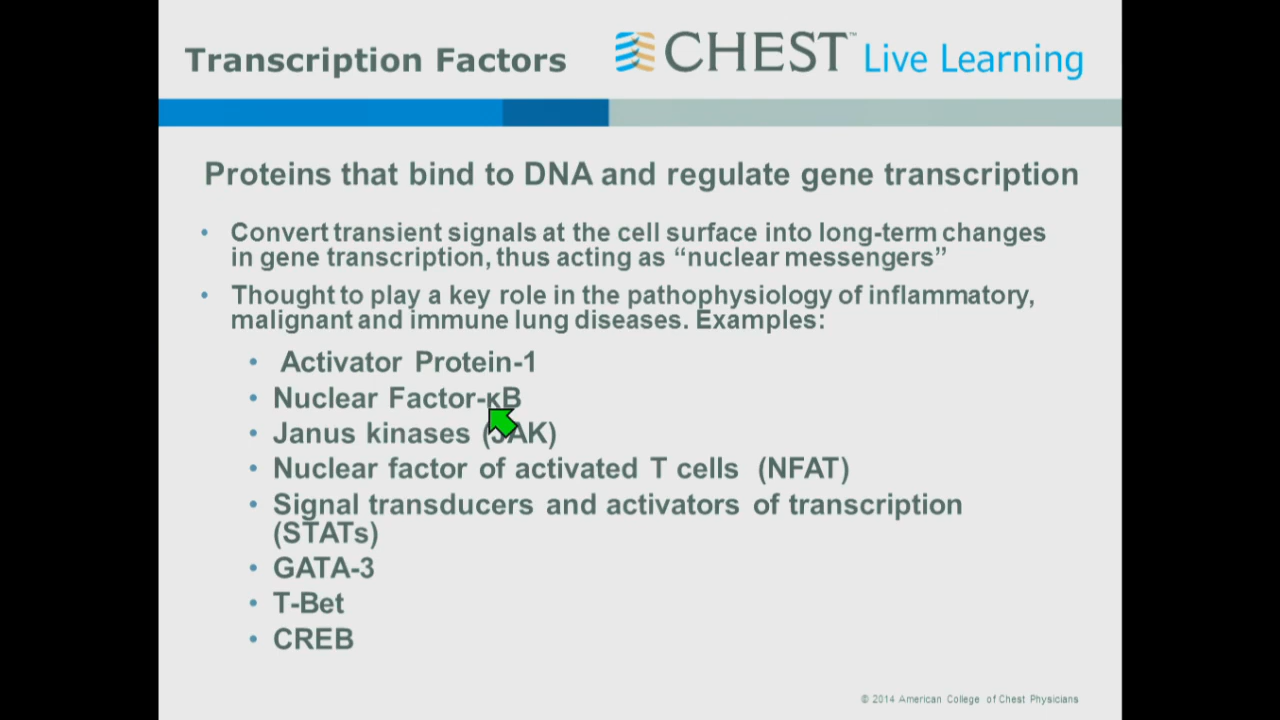 Transcription Factors
CHEST™ Live Learning
Proteins that bind to DNA and regulate gene transcription
• Convert transient signals at the cell surface into long-term changes
in gene transcription, thus acting as “nuclear messengers”
• Thought to play a key role in the pathophysiology of inflammatory,
malignant and immune lung diseases. Examples:
• Activator Protein-1
• Nuclear Factor-κB
• Janus kinases (JAK)
• Nuclear factor of activated T cells (NFAT)
• Signal transducers and activators of transcription
(STATs)
• GATA-3
• T-Bet
• CREB
© 2014 American College of Chest Physicians